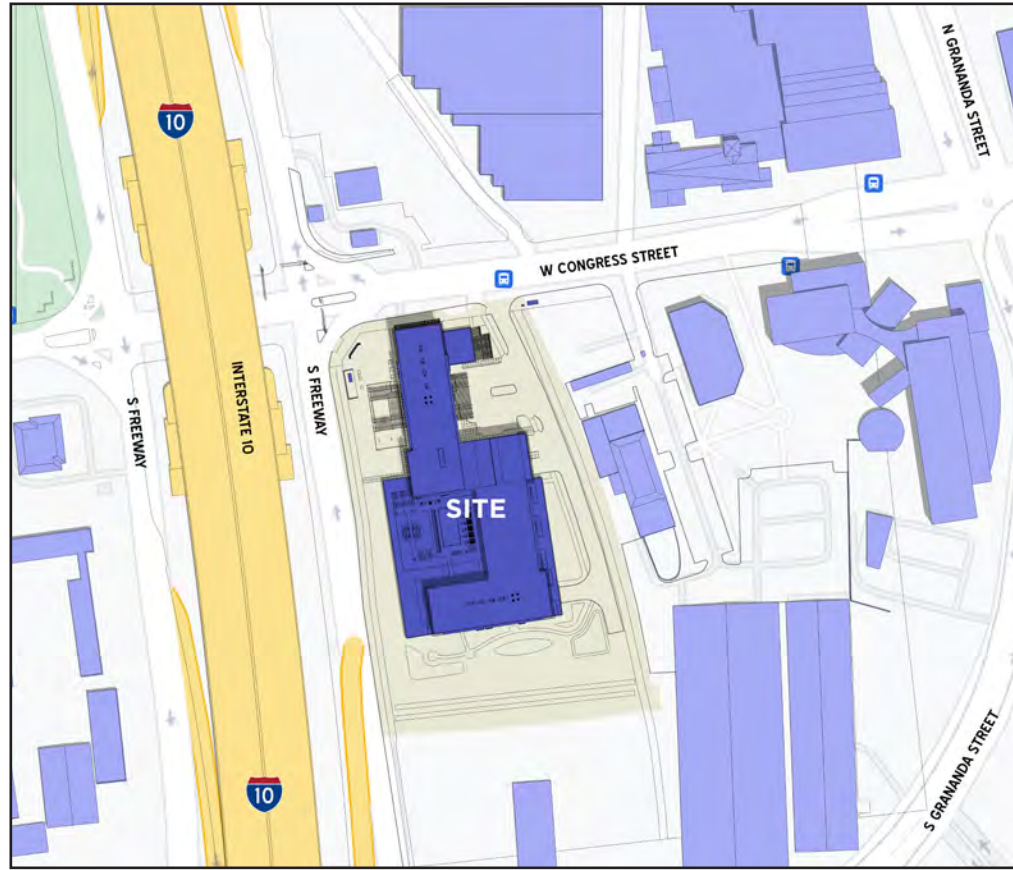 10
N GRANANDA STREET
W CONGRESS STREET
S FREEWAY
INTERSTATE 10
S FREEWAY
SITE
10
S GRANANDA STREET